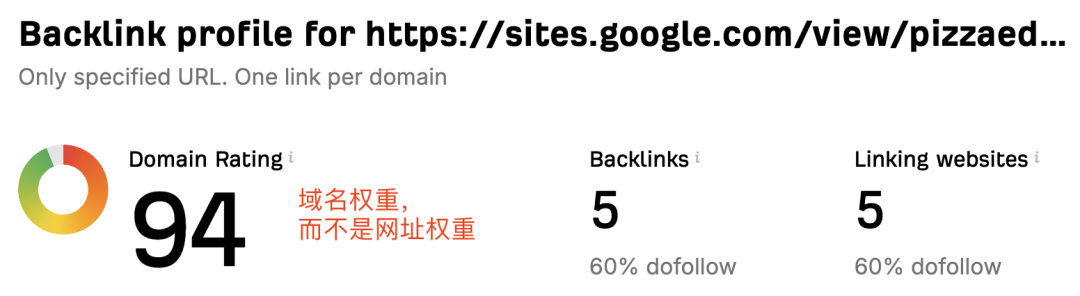 Backlink profile for https://sites.google.com/view/pizzaed...
Only specified URL. One link per domain
Domain Rating i
94
域名权重，
而不是网址权重
Backlinks i
5
60% dofollow
Linking websites i
5
60% dofollow